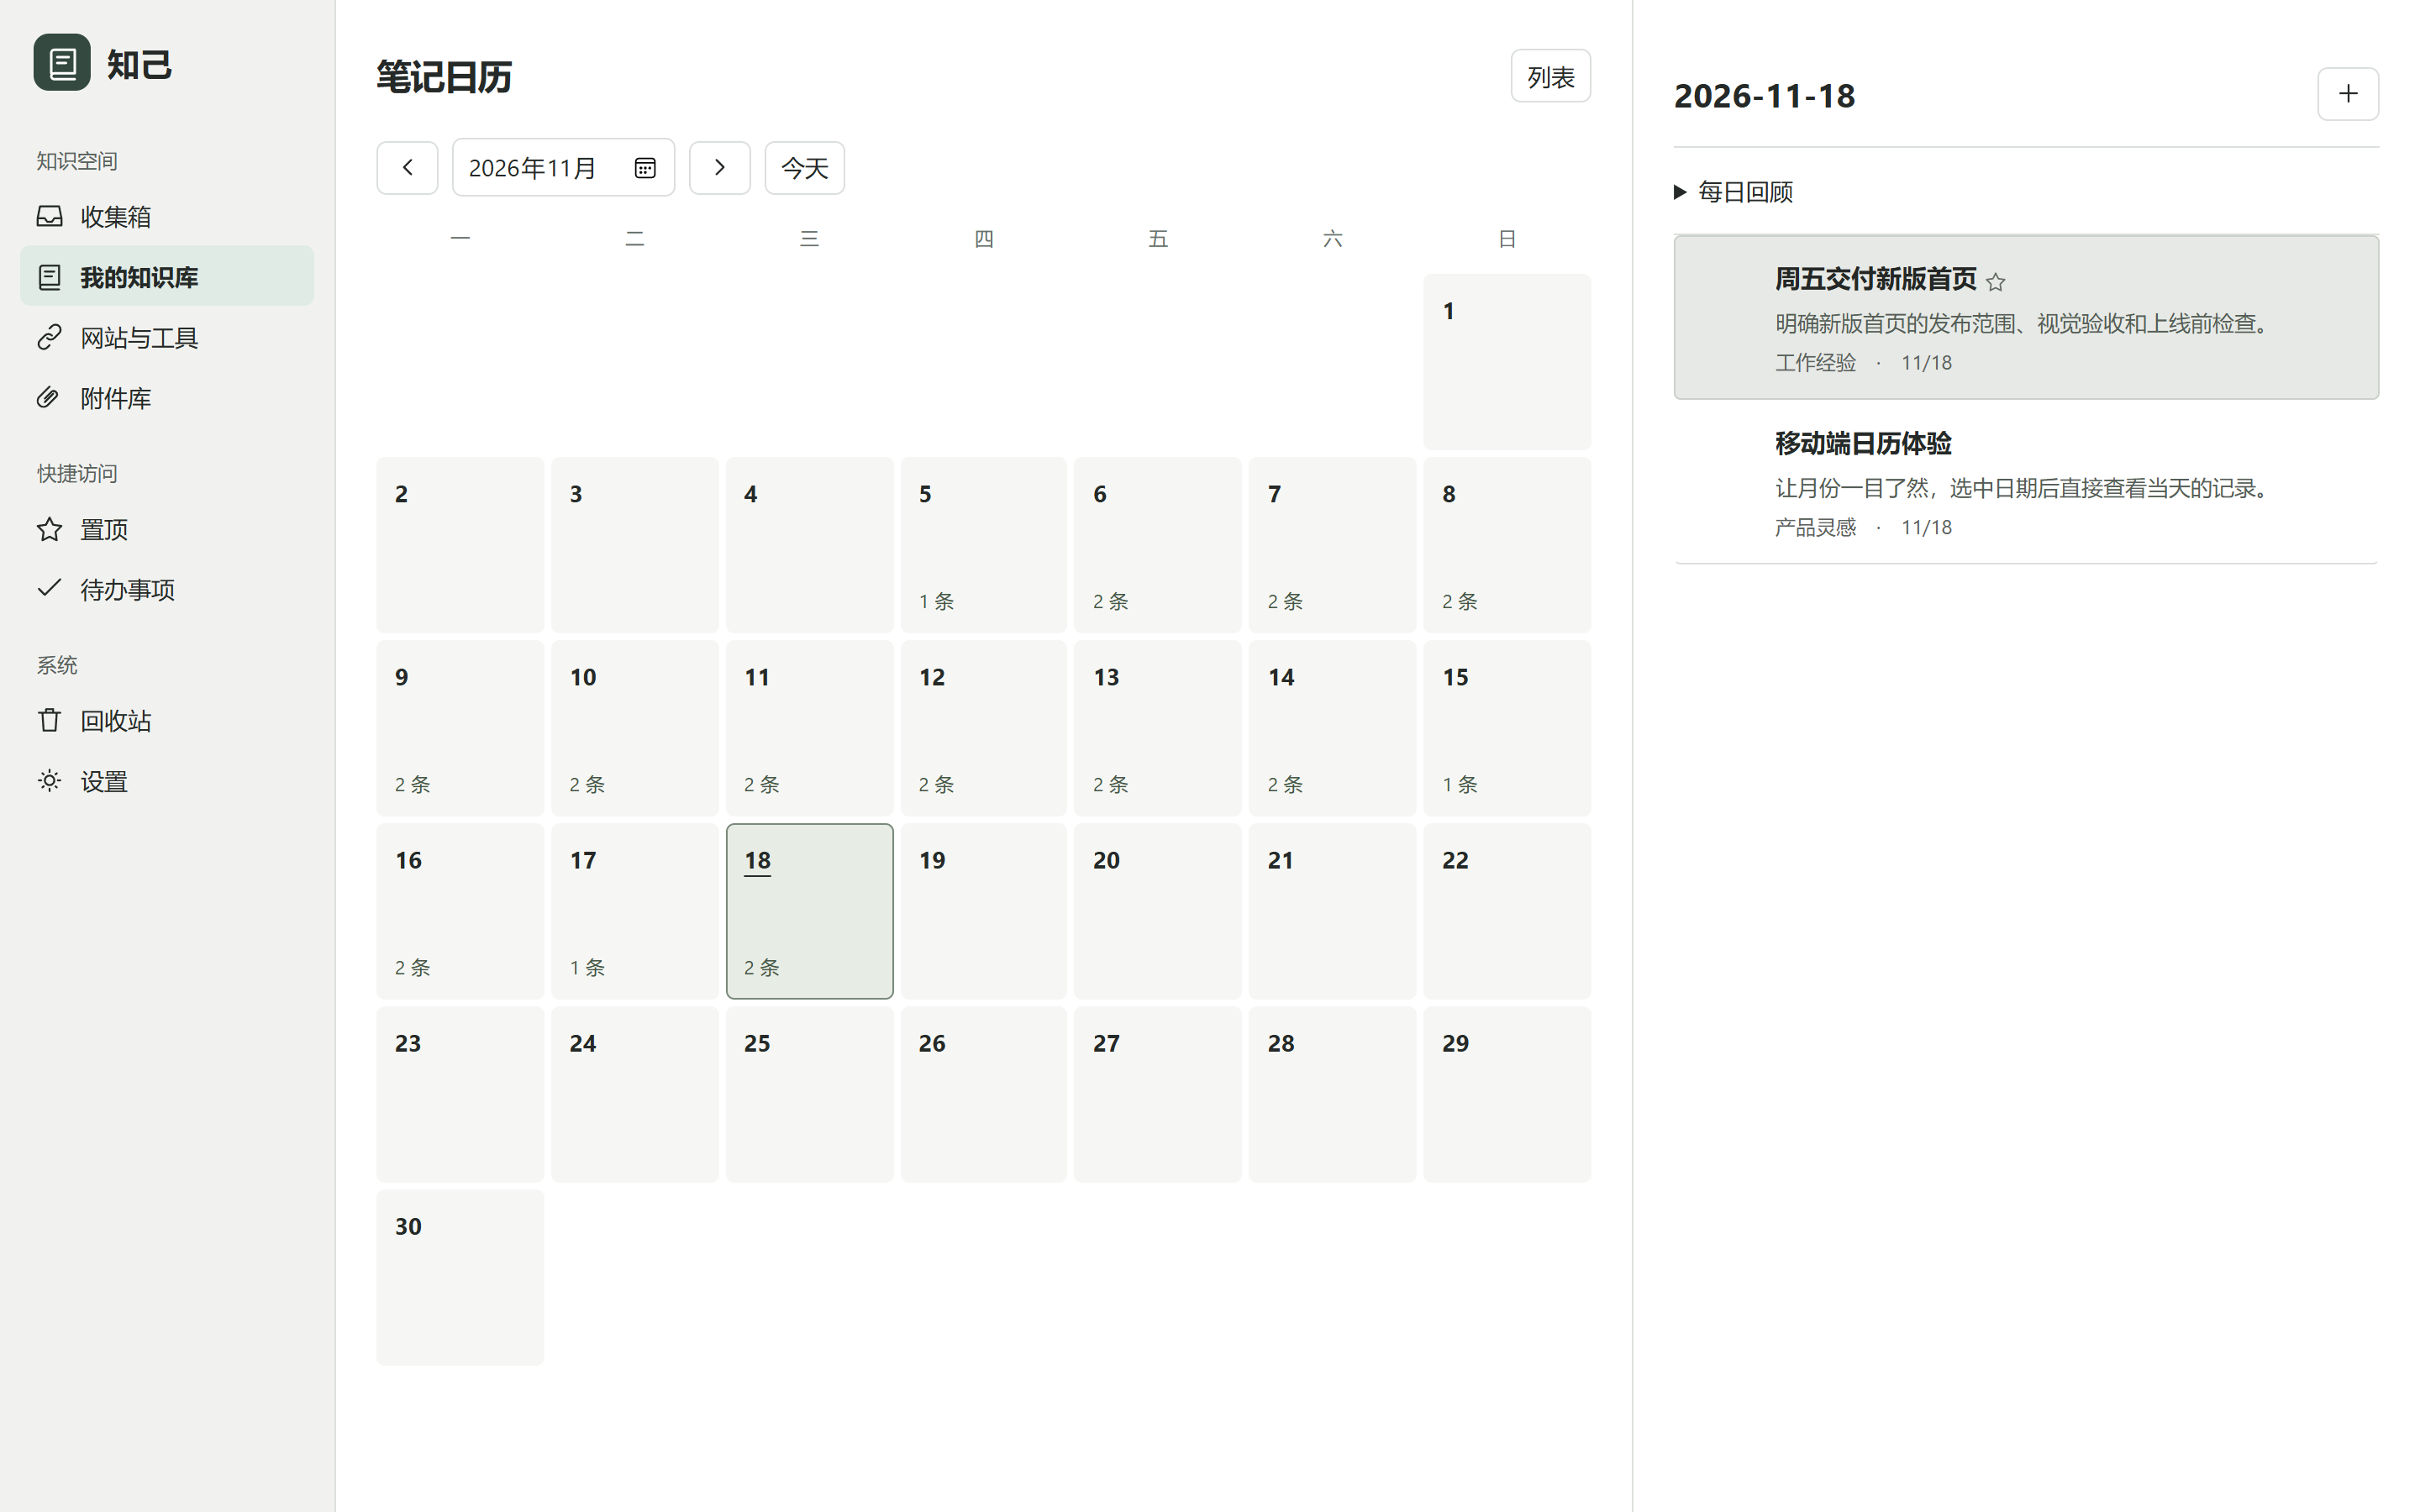 知己
知识空间
收集箱
我的知识库
网站与工具
附件库
快捷访问
置顶
待办事项
系统
回收站
设置
笔记日历
列表
2026年11月
今天
一 二 三 四 五 六 日
1
2 3 4 5 6 7 8
1 条 2 条 2 条 2 条
9 10 11 12 13 14 15
2 条 2 条 2 条 2 条 2 条 2 条 1 条
16 17 18 19 20 21 22
2 条 1 条 2 条
23 24 25 26 27 28 29
30
2026-11-18
每日回顾
周五交付新版首页
明确新版首页的发布范围、视觉验收和上线前检查。
工作经验 · 11/18
移动端日历体验
让月份一目了然，选中日期后直接查看当天的记录。
产品灵感 · 11/18